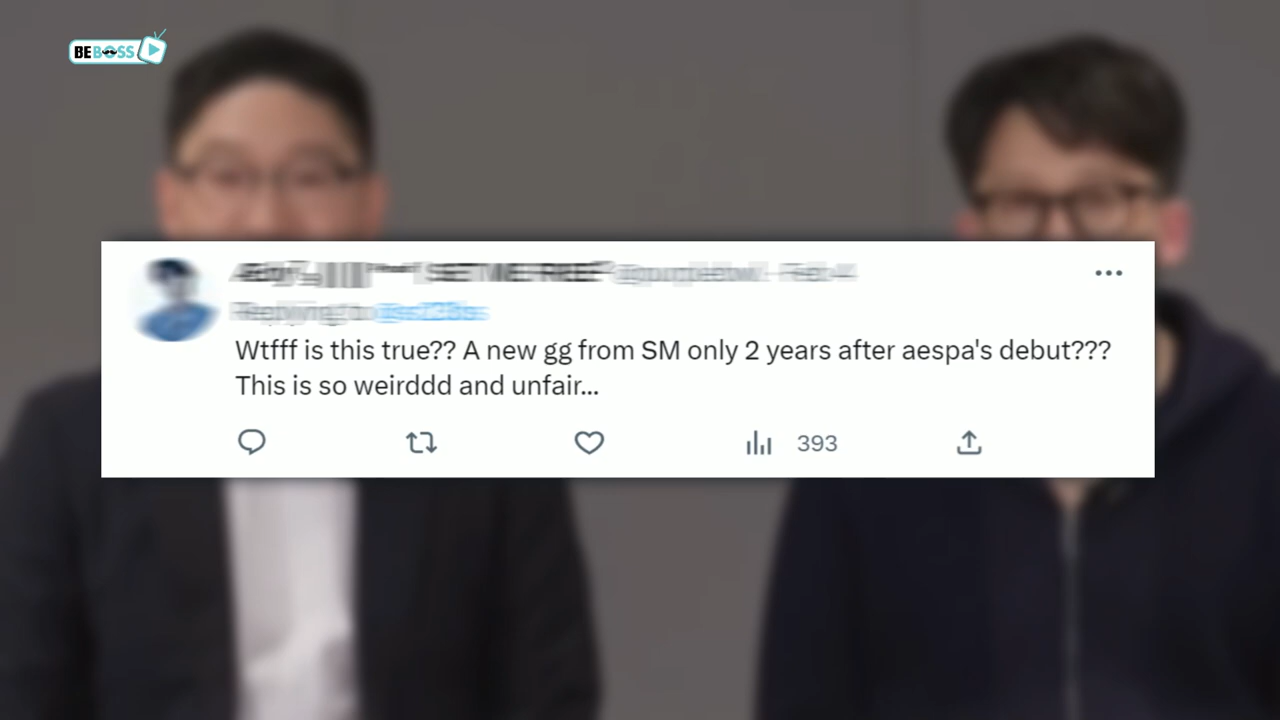 BEBOSS
Wtfff is this true?? A new gg from SM only 2 years after aespa's debut???
This is so weirddd and unfair...
393